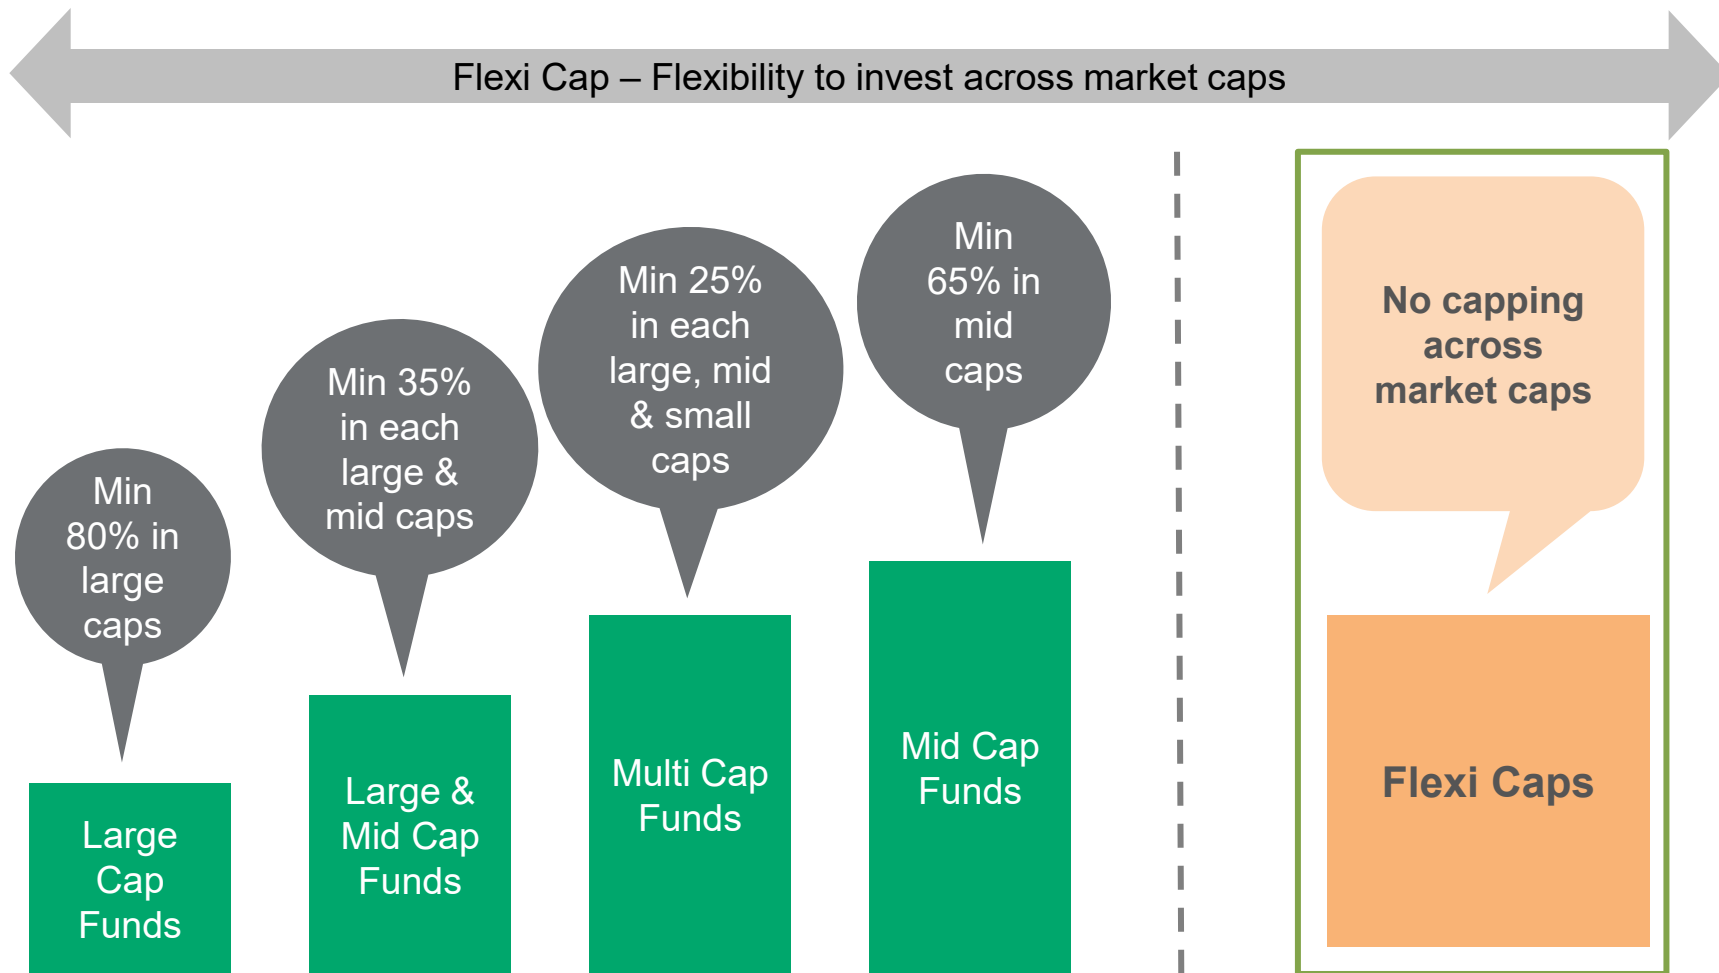 Flexi Cap – Flexibility to invest across market caps
Min
80% in
large
caps
Min 35%
in each
large &
mid caps
Min 25%
in each
large, mid
& small
caps
Min
65% in
mid
caps
No capping
across
market caps
Large
Cap
Funds
Large &
Mid Cap
Funds
Multi Cap
Funds
Mid Cap
Funds
Flexi Caps